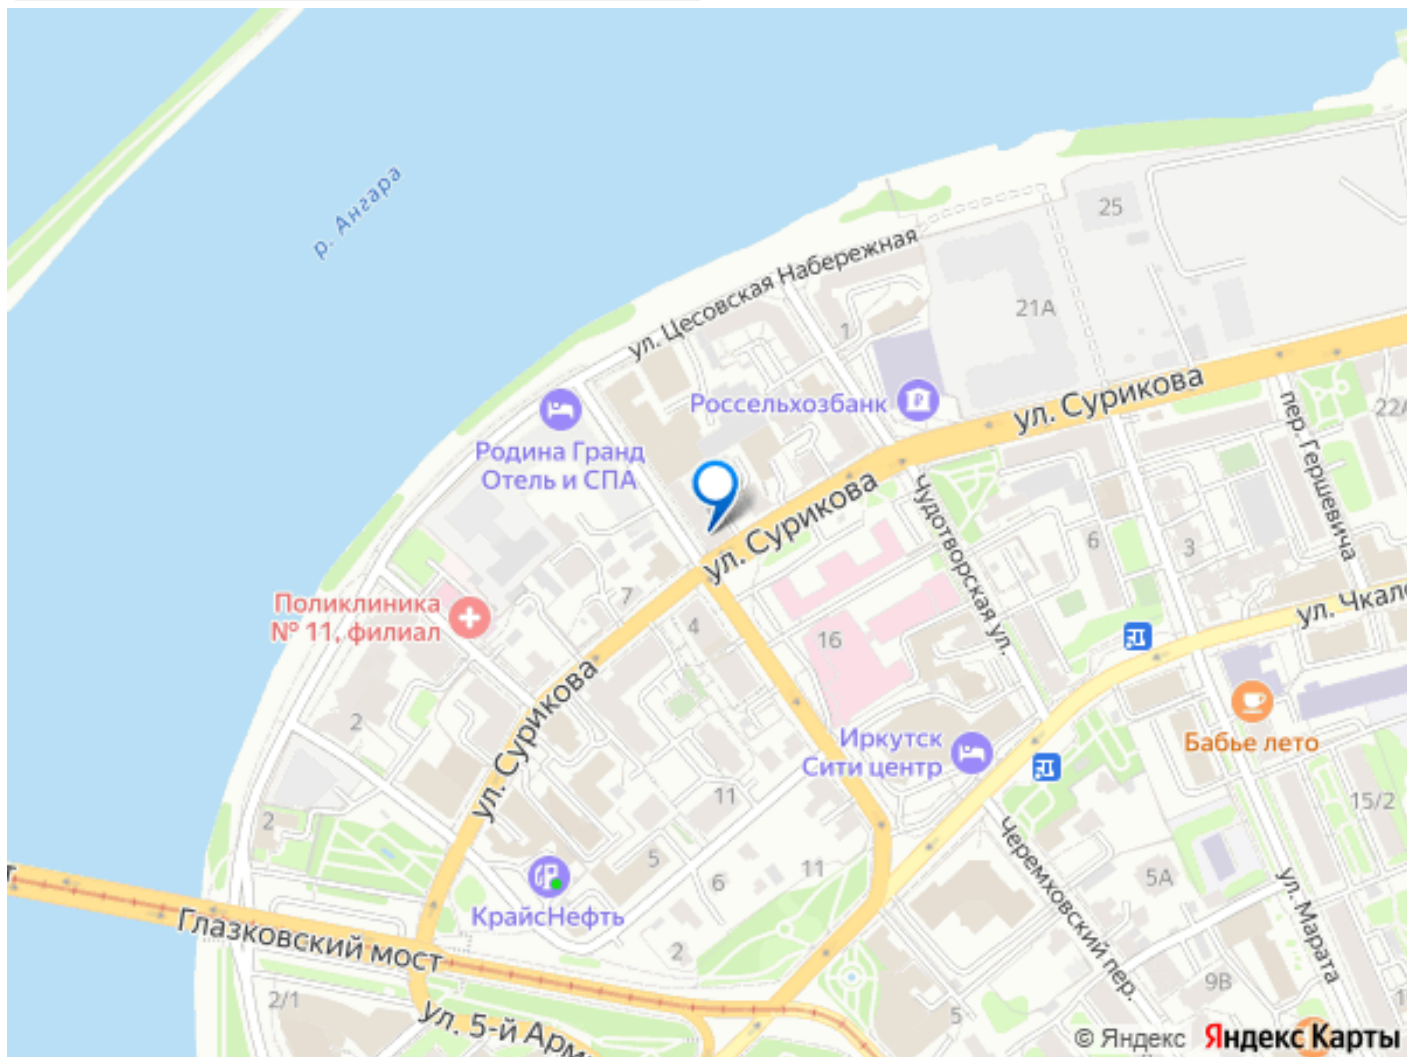 р. Ангара
25
ул. Цесовская Набережная
1
21А
Россельхозбанк
ул. Сурикова
22А
пер. Гершевича
Родина Гранд
Отель и СПА
ул. Сурикова
Чудотворская ул.
6
3
7
4
16
Поликлиника
№ 11, филиал
ул. Чкал
2
ул. Сурикова
Иркутск
Сити центр
Бабье лето
11
15/2
2
5
6
11
5А
Черемховский пер.
КрайсНефть
ул. Марата
Глазковский мост
2
9В
2/1
5
ул. 5-й Арм
© Яндекс Яндекс Карты